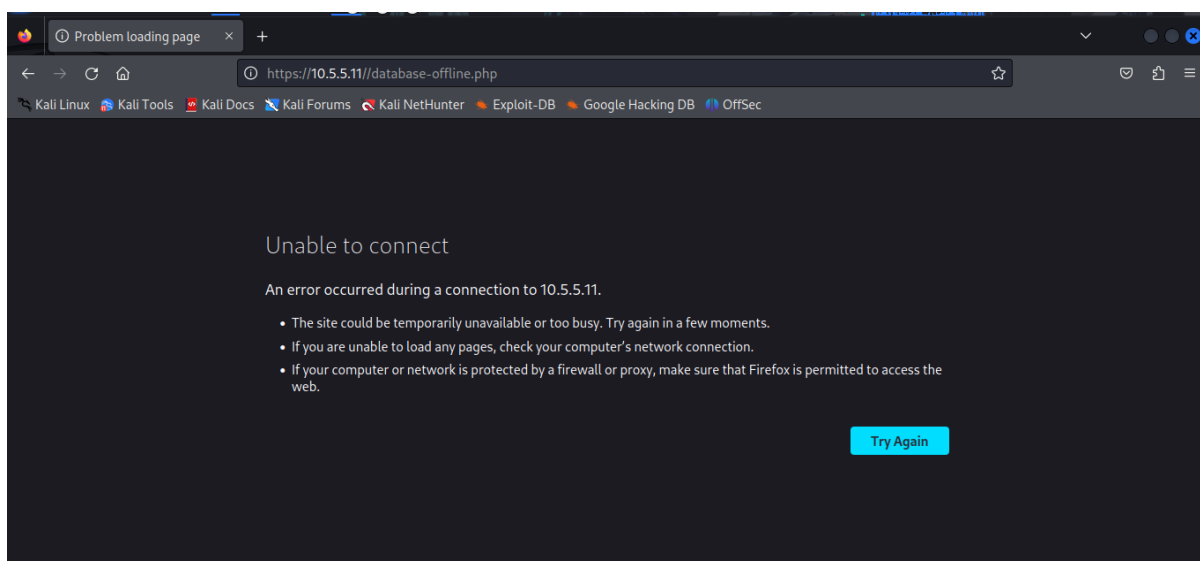 Problem loading page
https://10.5.5.11//database-offline.php
Kali Linux Kali Tools Kali Docs Kali Forums Kali NetHunter Exploit-DB Google Hacking DB OffSec
Unable to connect
An error occurred during a connection to 10.5.5.11.
• The site could be temporarily unavailable or too busy. Try again in a few moments.
• If you are unable to load any pages, check your computer’s network connection.
• If your computer or network is protected by a firewall or proxy, make sure that Firefox is permitted to access the
web.
Try Again